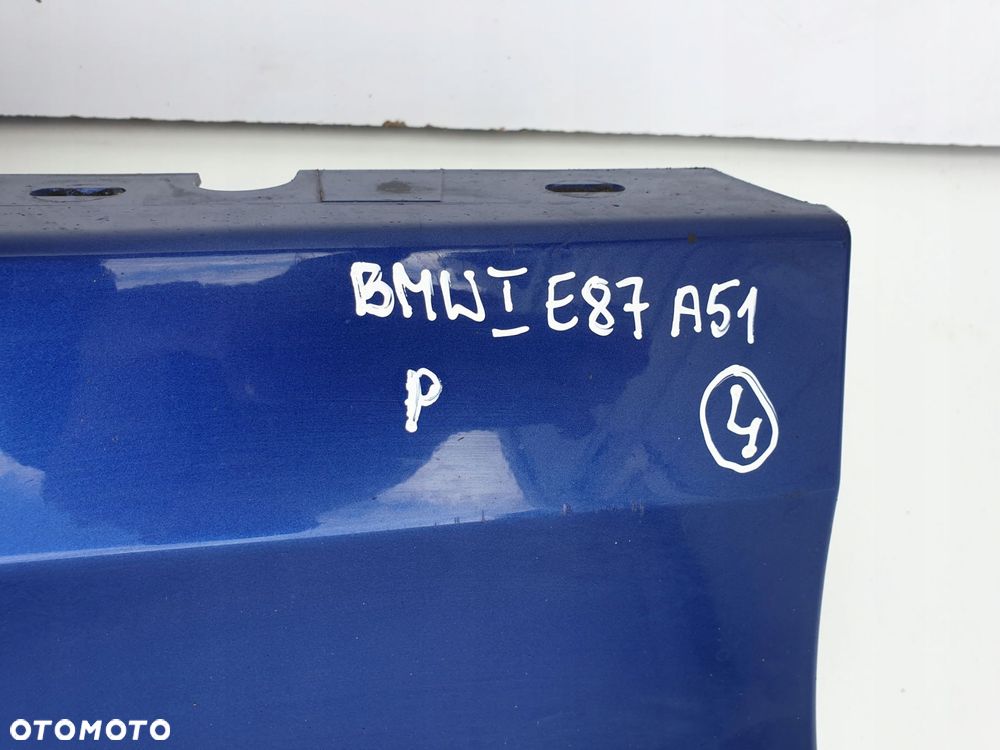 BMW I E87 A51
P
4
OTOMOTO